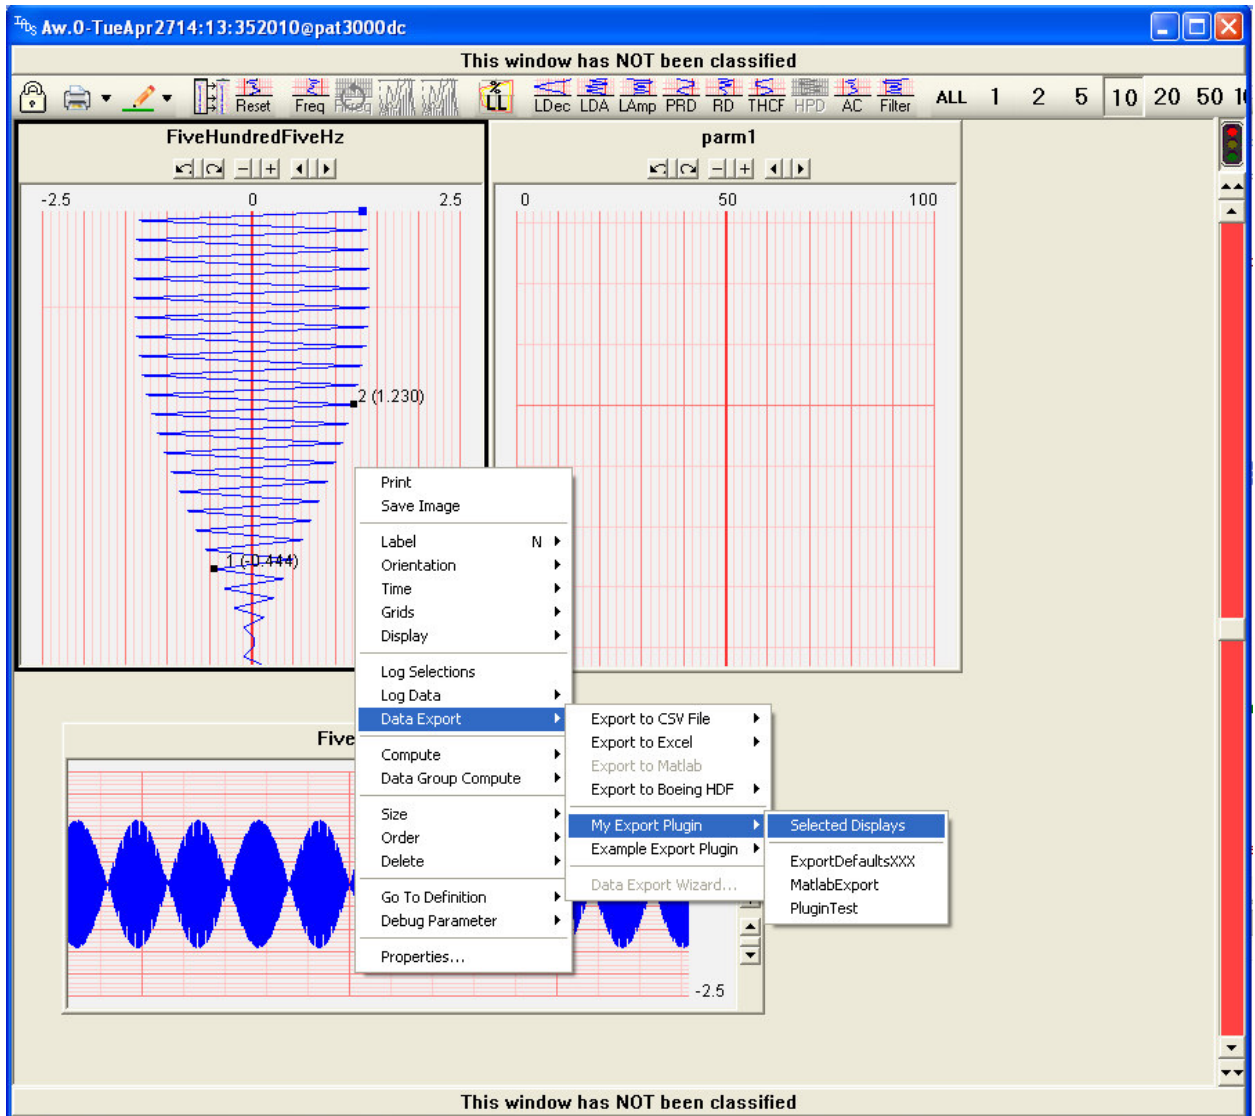 IADS Aw.0-TueApr2714:13:352010@pat3000dc
This window has NOT been classified
Reset Freq LL % LDec LDA LAmp PRD RD THCF HPD AC Filter ALL 1 2 5 10 20 50
FiveHundredFiveHz
parm1
-2.5 0 2.5
0 50 100
2 (1.230)
1 (-0.444)
Print
Save Image
Label N
Orientation
Time
Grids
Display
Log Selections
Log Data
Data Export
Compute
Data Group Compute
Size
Order
Delete
Go To Definition
Debug Parameter
Properties...
Export to CSV File
Export to Excel
Export to Matlab
Export to Boeing HDF
My Export Plugin
Example Export Plugin
Data Export Wizard...
Selected Displays
ExportDefaultsXXX
MatlabExport
PluginTest
Five
-2.5
This window has NOT been classified